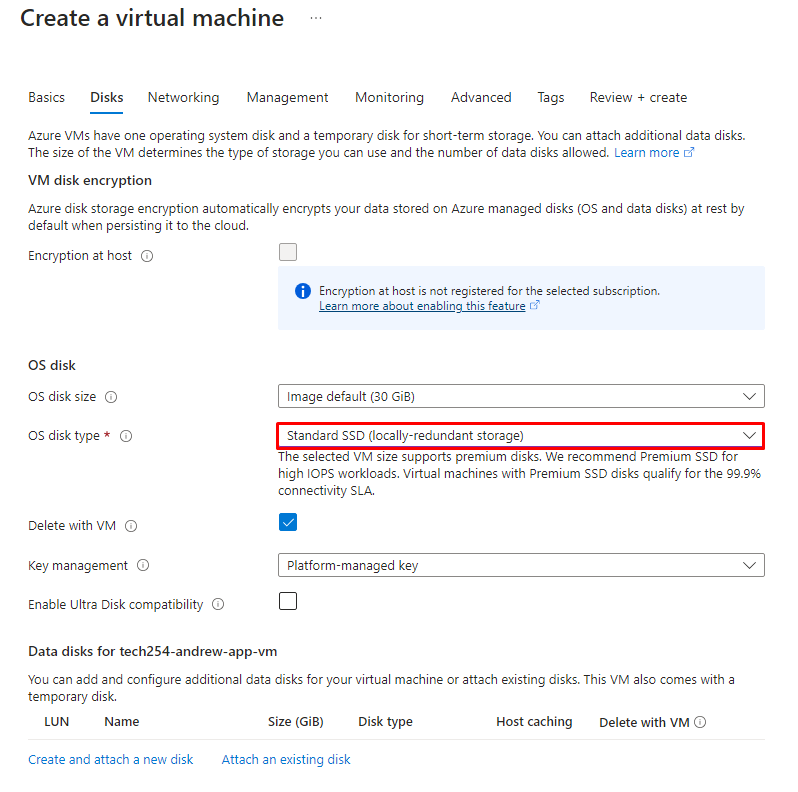 Create a virtual machine ...
Basics Disks Networking Management Monitoring Advanced Tags Review + create
Azure VMs have one operating system disk and a temporary disk for short-term storage. You can attach additional data disks.
The size of the VM determines the type of storage you can use and the number of data disks allowed. Learn more
VM disk encryption
Azure disk storage encryption automatically encrypts your data stored on Azure managed disks (OS and data disks) at rest by
default when persisting it to the cloud.
Encryption at host
Encryption at host is not registered for the selected subscription.
Learn more about enabling this feature
OS disk
OS disk size Image default (30 GiB)
OS disk type * Standard SSD (locally-redundant storage)
The selected VM size supports premium disks. We recommend Premium SSD for
high IOPS workloads. Virtual machines with Premium SSD disks qualify for the 99.9%
connectivity SLA.
Delete with VM
Key management Platform-managed key
Enable Ultra Disk compatibility
Data disks for tech254-andrew-app-vm
You can add and configure additional data disks for your virtual machine or attach existing disks. This VM also comes with a
temporary disk.
LUN Name Size (GiB) Disk type Host caching Delete with VM
Create and attach a new disk Attach an existing disk